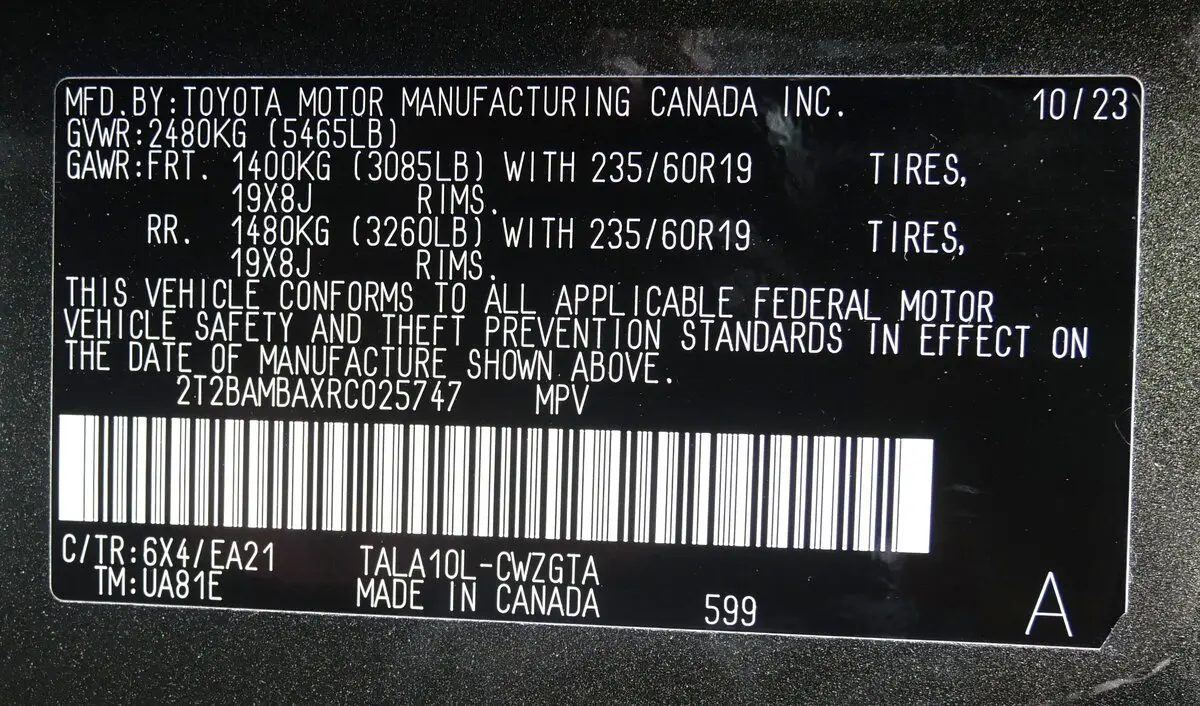 MFD.BY:TOYOTA MOTOR MANUFACTURING CANADA INC. 10/23
GVWR:2480KG (5465LB)
GAWR:FRT. 1400KG (3085LB) WITH 235/60R19 TIRES,
19X8J RIMS.
RR. 1480KG (3260LB) WITH 235/60R19 TIRES,
19X8J RIMS.
THIS VEHICLE CONFORMS TO ALL APPLICABLE FEDERAL MOTOR
VEHICLE SAFETY AND THEFT PREVENTION STANDARDS IN EFFECT ON
THE DATE OF MANUFACTURE SHOWN ABOVE.
2T2BAMBAXRC025747 MPV
C/TR:6X4/EA21 TALA10L-CWZGTA
TM:UA81E MADE IN CANADA 599 A